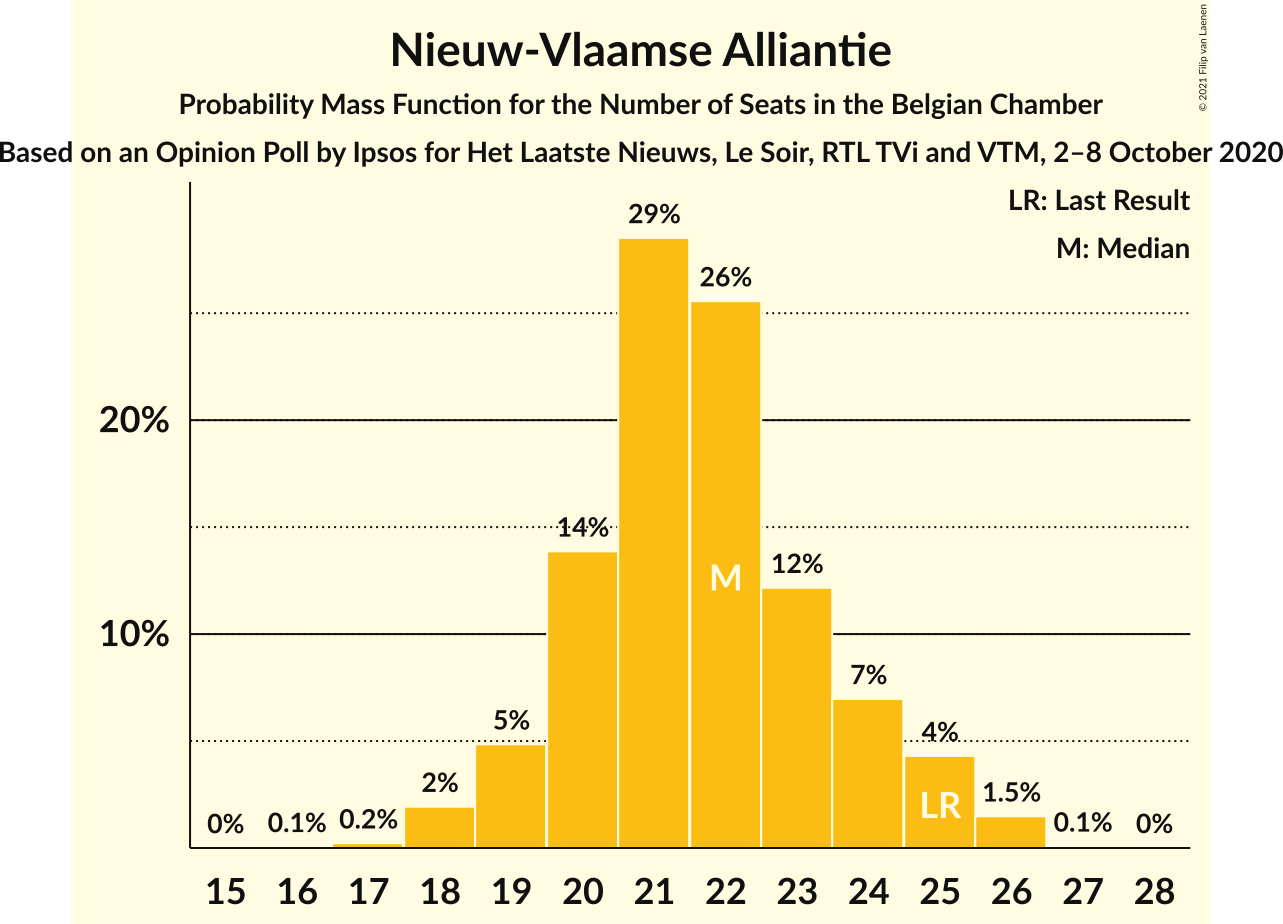 Nieuw-Vlaamse Alliantie
Probability Mass Function for the Number of Seats in the Belgian Chamber
Based on an Opinion Poll by Ipsos for Het Laatste Nieuws, Le Soir, RTL TVi and VTM, 2–8 October 2020
© 2021 Filip van Laenen
LR: Last Result
M: Median
20%
10%
0%
0.1%
0.2%
2%
5%
14%
29%
26%
12%
7%
4%
1.5%
0.1%
0%
M
LR
15 16 17 18 19 20 21 22 23 24 25 26 27 28